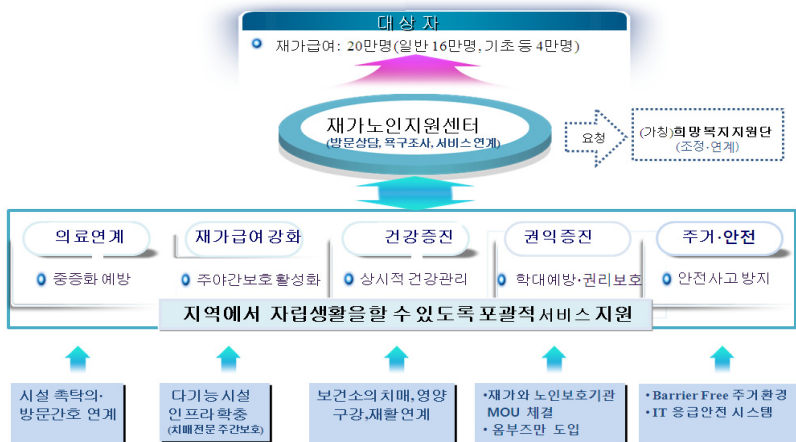 대상자
재가급여: 20만명(일반 16만명, 기초 등 4만명)
재가노인지원센터
(방문상담, 욕구조사, 서비스연계)
요청
(가칭)희망복지지원단
(조정·연계)
의료연계
재가급여강화
건강증진
권익증진
주거·안전
중증화 예방
주야간보호 활성화
상시적 건강관리
학대예방·권리보호
안전사고 방지
지역에서 자립생활을할 수 있도록 포괄적 서비스 지원
시설 촉탁의·
방문간호 연계
다기능시설
인프라확충
(치매전문 주간보호)
보건소의 치매, 영양
구강,재활연계
·재가와 노인보호기관
MOU 체결
·옴부즈만 도입
·Barrier Free 주거환경
·IT 응급안전 시스템